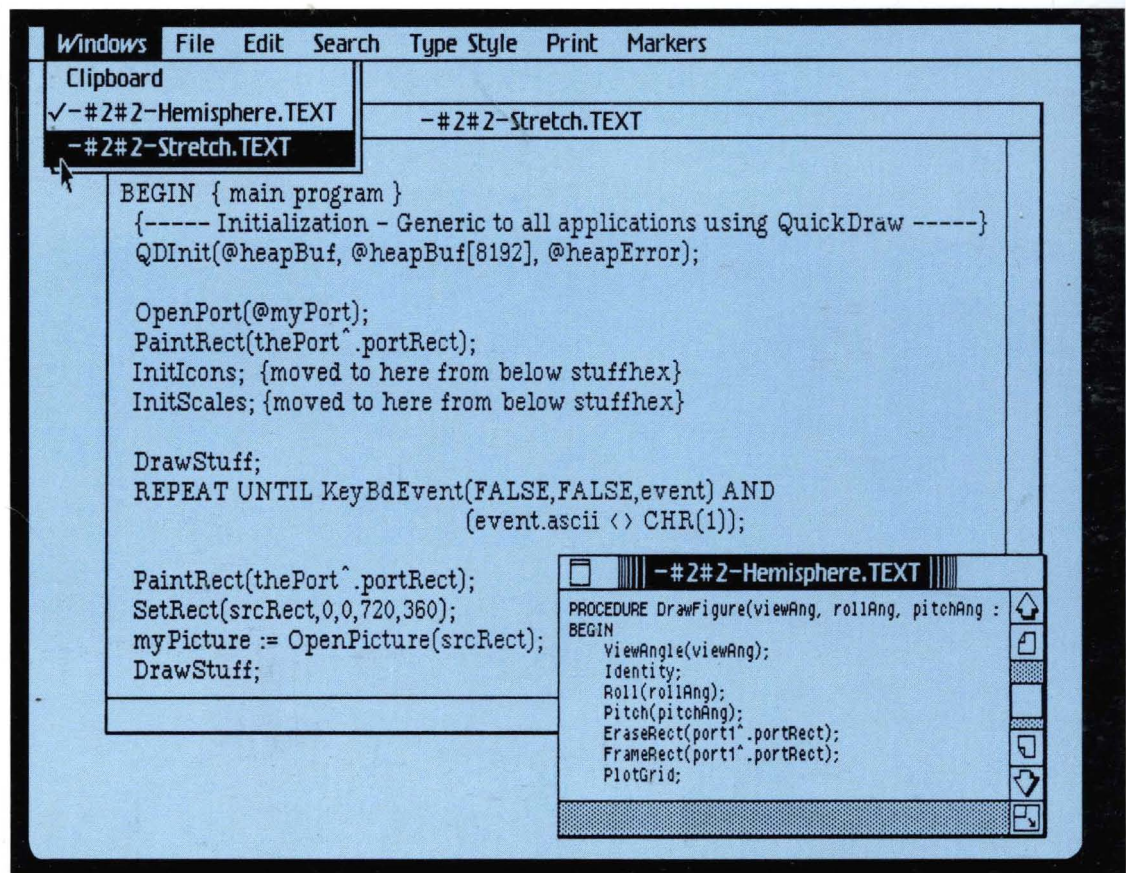 Windows File Edit Search Type Style Print Markers
Clipboard
✓-#2#2-Hemisphere.TEXT
-#2#2-Stretch.TEXT
-#2#2-Stretch.TEXT
BEGIN { main program }
{----- Initialization - Generic to all applications using QuickDraw -----}
QDInit(@heapBuf, @heapBuf[8192], @heapError);
OpenPort(@myPort);
PaintRect(thePort^.portRect);
InitIcons; {moved to here from below stuffhex}
InitScales; {moved to here from below stuffhex}
DrawStuff;
REPEAT UNTIL KeyBdEvent(FALSE,FALSE,event) AND
(event.ascii <> CHR(1));
PaintRect(thePort^.portRect);
SetRect(srcRect,0,0,720,360);
myPicture := OpenPicture(srcRect);
DrawStuff;
-#2#2-Hemisphere.TEXT
PROCEDURE DrawFigure(viewAng, rollAng, pitchAng :
BEGIN
ViewAngle(viewAng);
Identity;
Roll(rollAng);
Pitch(pitchAng);
EraseRect(port1^.portRect);
FrameRect(port1^.portRect);
PlotGrid;